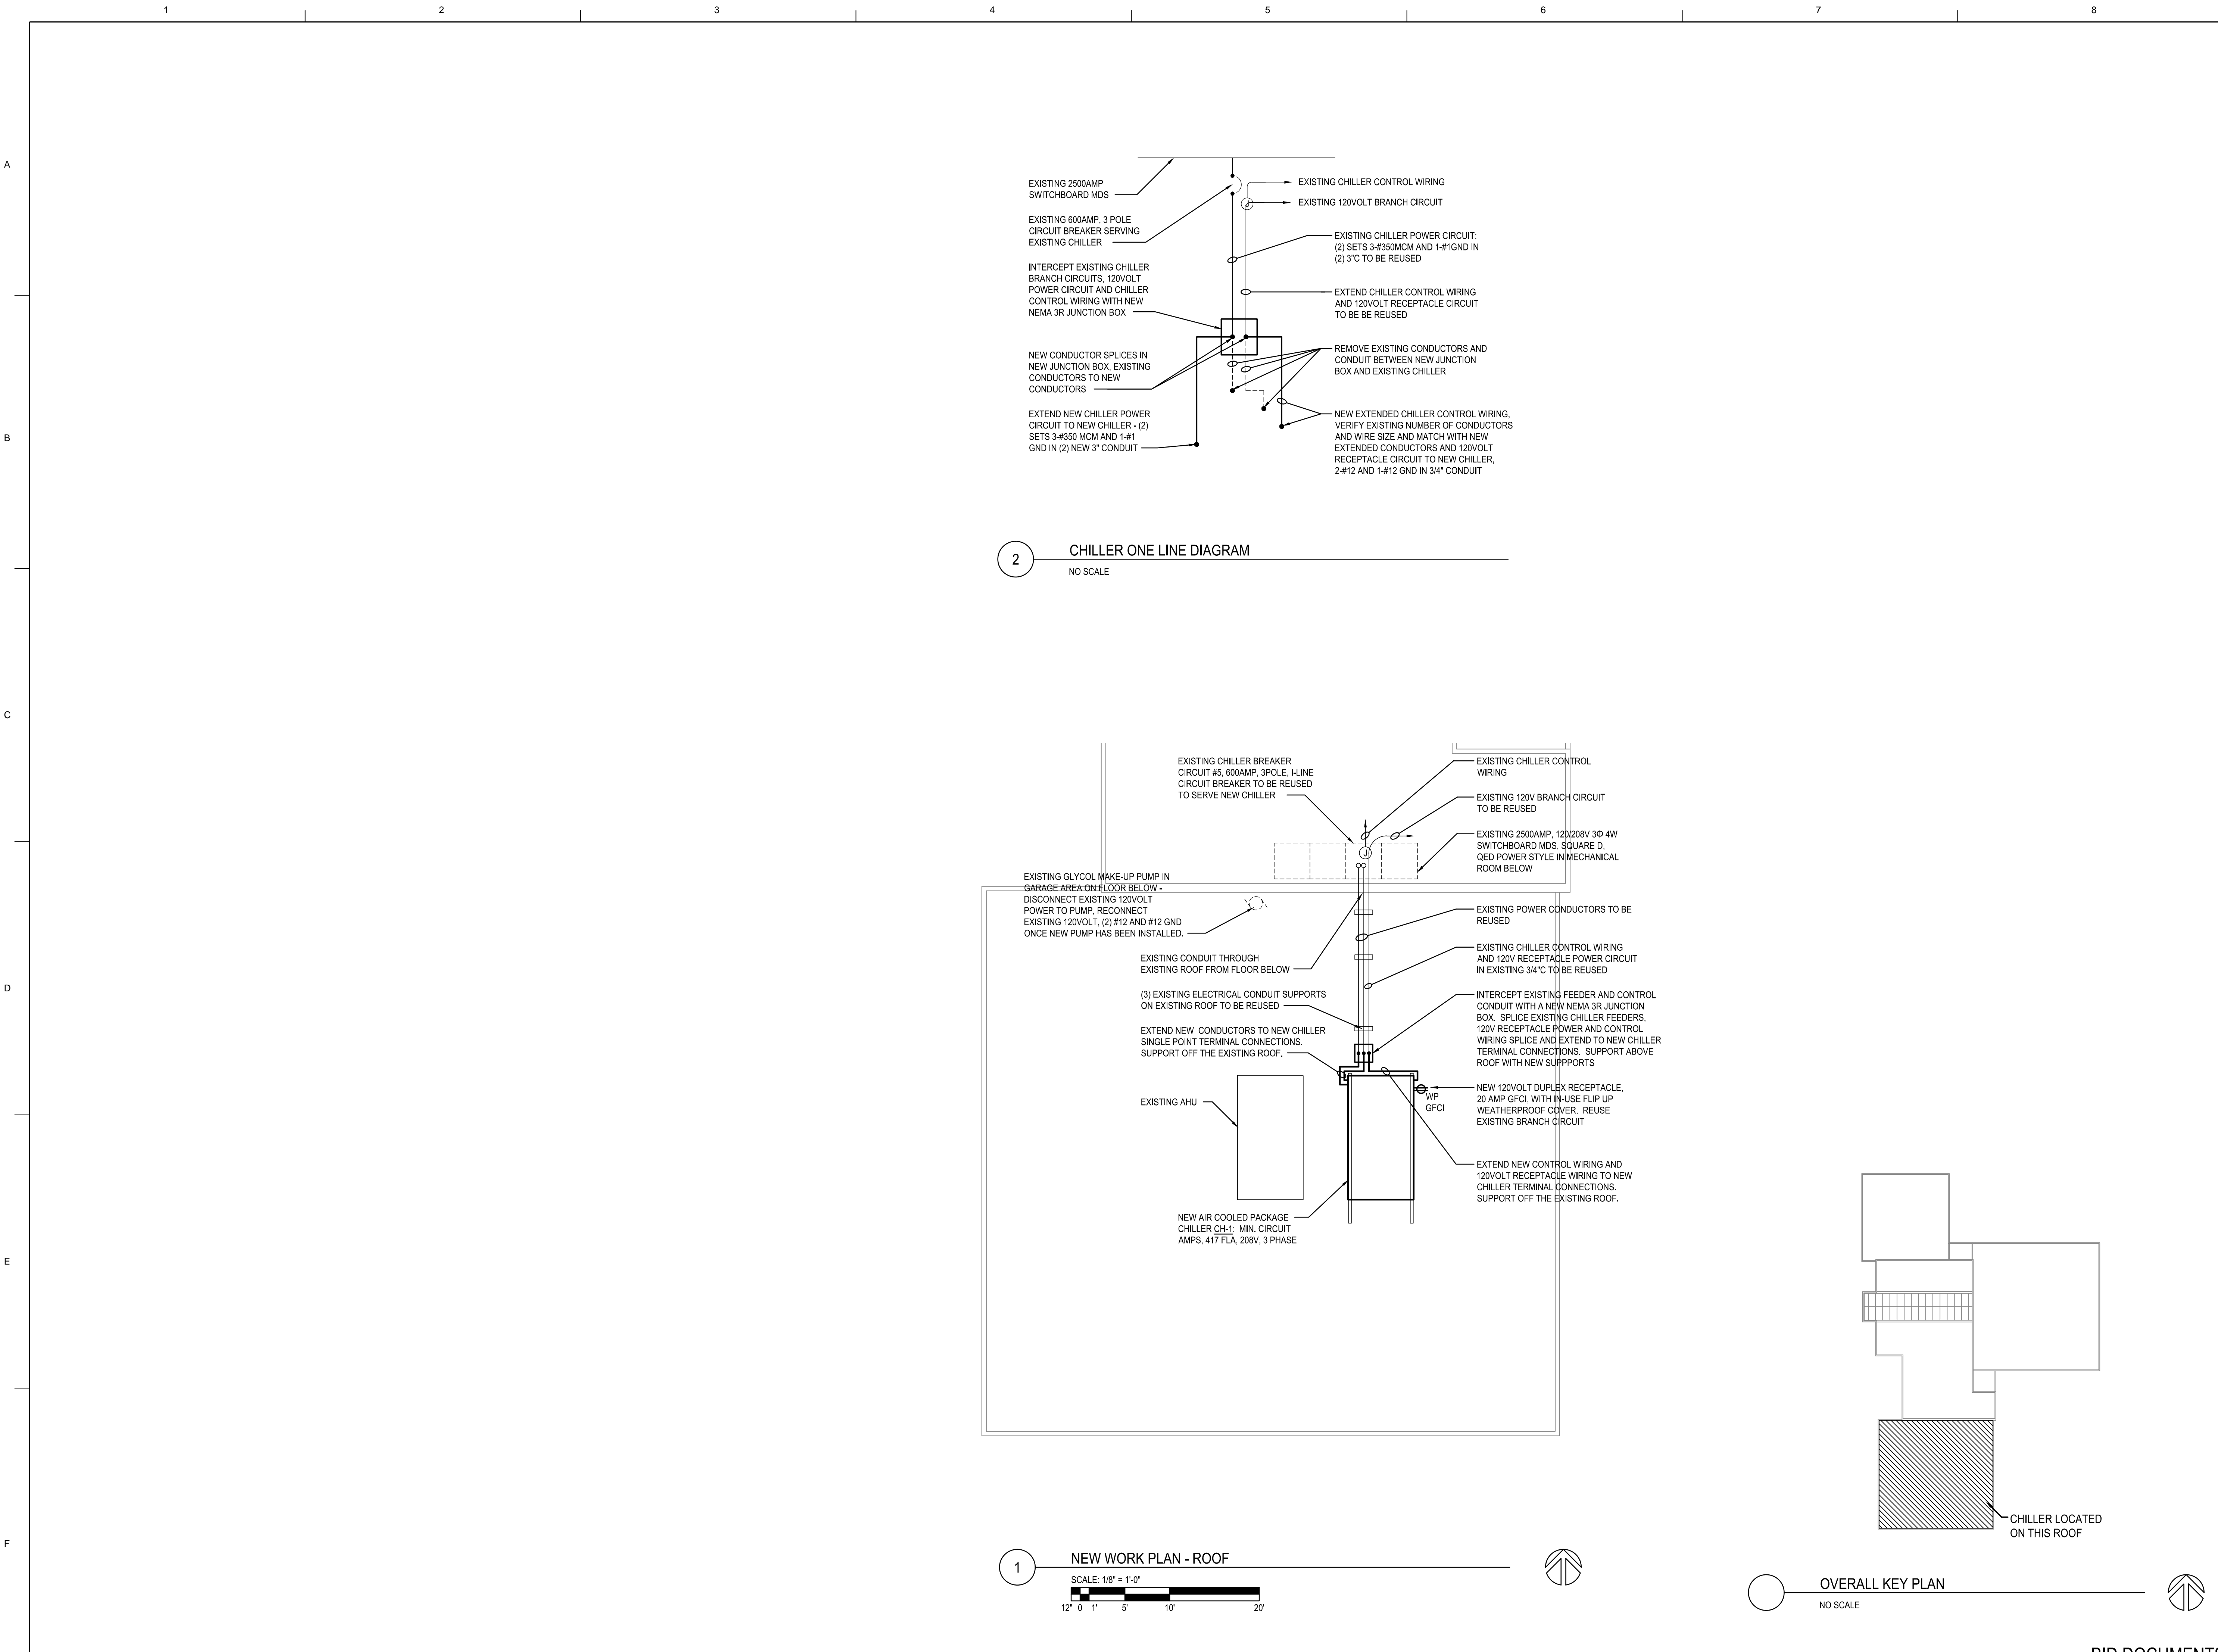 1 2 3 4 5 6 7 8
A
B
C
D
E
F
EXISTING 2500AMP
SWITCHBOARD MDS
EXISTING 600AMP, 3 POLE
CIRCUIT BREAKER SERVING
EXISTING CHILLER
INTERCEPT EXISTING CHILLER
BRANCH CIRCUITS, 120VOLT
POWER CIRCUIT AND CHILLER
CONTROL WIRING WITH NEW
NEMA 3R JUNCTION BOX
NEW CONDUCTOR SPLICES IN
NEW JUNCTION BOX, EXISTING
CONDUCTORS TO NEW
CONDUCTORS
EXTEND NEW CHILLER POWER
CIRCUIT TO NEW CHILLER - (2)
SETS 3-#350 MCM AND 1-#1
GND IN (2) NEW 3" CONDUIT
J
EXISTING CHILLER CONTROL WIRING
EXISTING 120VOLT BRANCH CIRCUIT
EXISTING CHILLER POWER CIRCUIT:
(2) SETS 3-#350MCM AND 1-#1GND IN
(2) 3"C TO BE REUSED
EXTEND CHILLER CONTROL WIRING
AND 120VOLT RECEPTACLE CIRCUIT
TO BE BE REUSED
REMOVE EXISTING CONDUCTORS AND
CONDUIT BETWEEN NEW JUNCTION
BOX AND EXISTING CHILLER
NEW EXTENDED CHILLER CONTROL WIRING,
VERIFY EXISTING NUMBER OF CONDUCTORS
AND WIRE SIZE AND MATCH WITH NEW
EXTENDED CONDUCTORS AND 120VOLT
RECEPTACLE CIRCUIT TO NEW CHILLER,
2-#12 AND 1-#12 GND IN 3/4" CONDUIT
2
CHILLER ONE LINE DIAGRAM
NO SCALE
EXISTING CHILLER BREAKER
CIRCUIT #5, 600AMP, 3POLE, I-LINE
CIRCUIT BREAKER TO BE REUSED
TO SERVE NEW CHILLER
EXISTING GLYCOL MAKE-UP PUMP IN
GARAGE AREA ON FLOOR BELOW -
DISCONNECT EXISTING 120VOLT
POWER TO PUMP, RECONNECT
EXISTING 120VOLT, (2) #12 AND #12 GND
ONCE NEW PUMP HAS BEEN INSTALLED.
EXISTING CONDUIT THROUGH
EXISTING ROOF FROM FLOOR BELOW
(3) EXISTING ELECTRICAL CONDUIT SUPPORTS
ON EXISTING ROOF TO BE REUSED
EXTEND NEW CONDUCTORS TO NEW CHILLER
SINGLE POINT TERMINAL CONNECTIONS.
SUPPORT OFF THE EXISTING ROOF.
EXISTING AHU
NEW AIR COOLED PACKAGE
CHILLER CH-1: MIN. CIRCUIT
AMPS, 417 FLA, 208V, 3 PHASE
J
EXISTING CHILLER CONTROL
WIRING
EXISTING 120V BRANCH CIRCUIT
TO BE REUSED
EXISTING 2500AMP, 120/208V 3Φ 4W
SWITCHBOARD MDS, SQUARE D,
QED POWER STYLE IN MECHANICAL
ROOM BELOW
EXISTING POWER CONDUCTORS TO BE
REUSED
EXISTING CHILLER CONTROL WIRING
AND 120V RECEPTACLE POWER CIRCUIT
IN EXISTING 3/4"C TO BE REUSED
INTERCEPT EXISTING FEEDER AND CONTROL
CONDUIT WITH A NEW NEMA 3R JUNCTION
BOX. SPLICE EXISTING CHILLER FEEDERS,
120V RECEPTACLE POWER AND CONTROL
WIRING SPLICE AND EXTEND TO NEW CHILLER
TERMINAL CONNECTIONS. SUPPORT ABOVE
ROOF WITH NEW SUPPPORTS
WP
GFCI
NEW 120VOLT DUPLEX RECEPTACLE,
20 AMP GFCI, WITH IN-USE FLIP UP
WEATHERPROOF COVER. REUSE
EXISTING BRANCH CIRCUIT
EXTEND NEW CONTROL WIRING AND
120VOLT RECEPTACLE WIRING TO NEW
CHILLER TERMINAL CONNECTIONS.
SUPPORT OFF THE EXISTING ROOF.
1
NEW WORK PLAN - ROOF
SCALE: 1/8" = 1'-0"
12" 0 1' 5' 10' 20'
CHILLER LOCATED
ON THIS ROOF
OVERALL KEY PLAN
NO SCALE